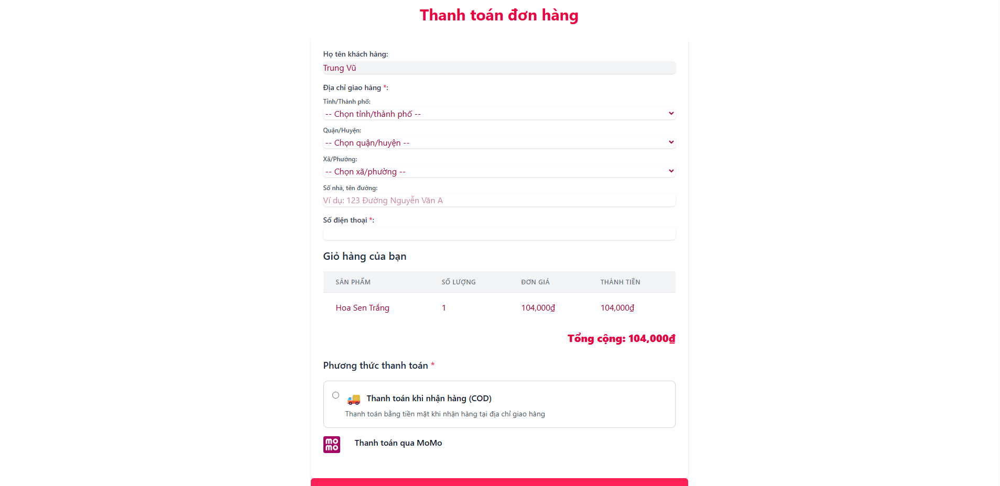 Thanh toán đơn hàng
Họ tên khách hàng:
Trung Vũ
Địa chỉ giao hàng *:
Tỉnh/Thành phố:
-- Chọn tỉnh/thành phố --
Quận/Huyện:
-- Chọn quận/huyện --
Xã/Phường:
-- Chọn xã/phường --
Số nhà, tên đường:
Ví dụ: 123 Đường Nguyễn Văn A
Số điện thoại *:
Giỏ hàng của bạn
SẢN PHẨM SỐ LƯỢNG ĐƠN GIÁ THÀNH TIỀN
Hoa Sen Trắng 1 104,000₫ 104,000₫
Tổng cộng: 104,000₫
Phương thức thanh toán *
Thanh toán khi nhận hàng (COD)
Thanh toán bằng tiền mặt khi nhận hàng tại địa chỉ giao hàng
mo
mo
Thanh toán qua MoMo